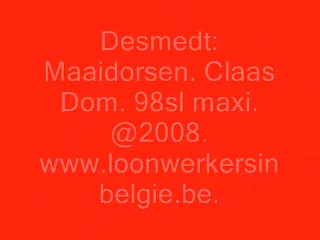 Desmedt:
Maaidorsen. Claas
Dom. 98sl maxi.
@2008.
www.loonwerkersin
belgie.be.